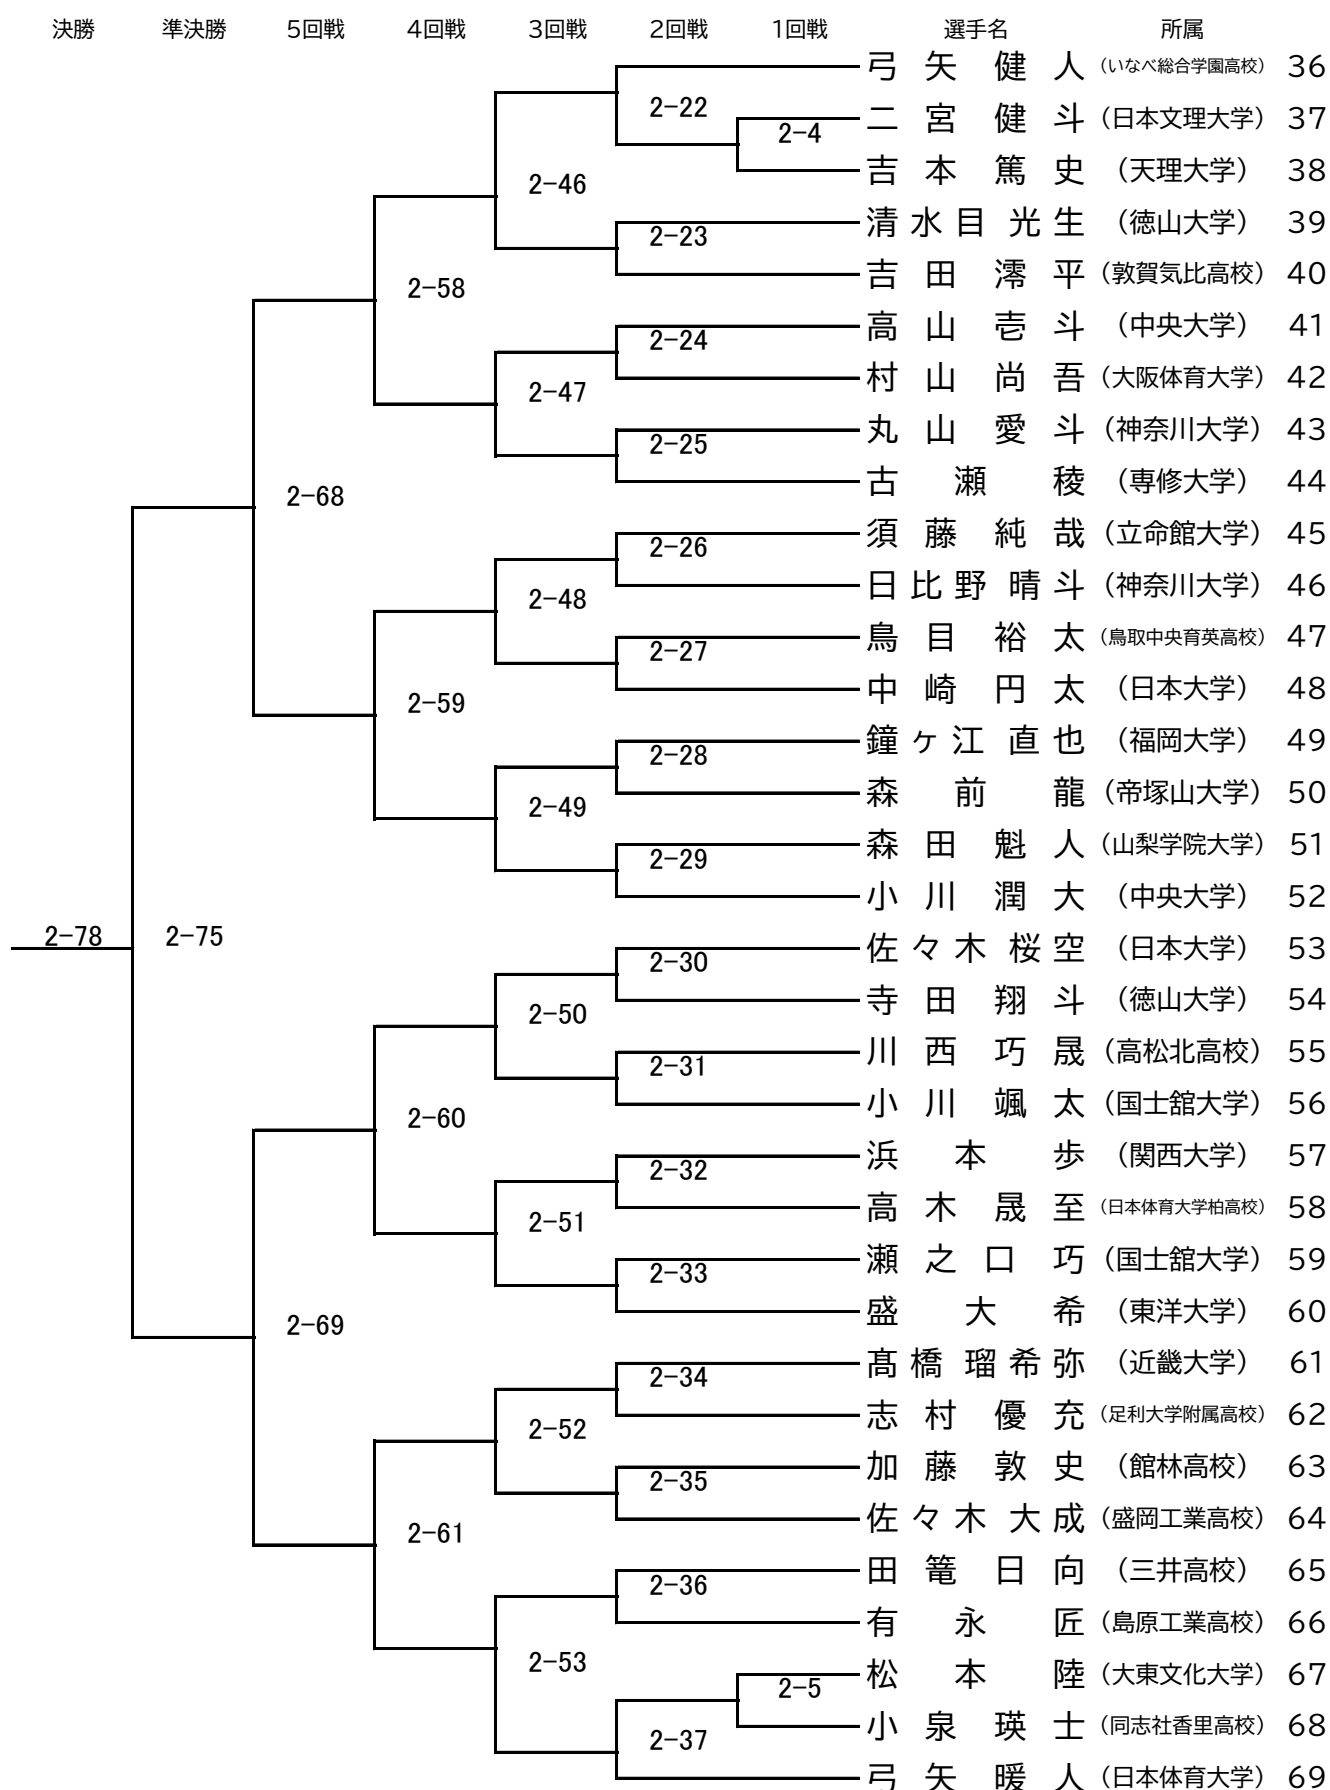 決勝 準決勝 5回戦 4回戦 3回戦 2回戦 1回戦 選手名 所属
弓矢健人 (いなべ総合学園高校) 36
2-22
二宮健斗 (日本文理大学) 37
2-4
吉本篤史 (天理大学) 38
2-46
清水目光生 (徳山大学) 39
2-23
吉田澪平 (敦賀気比高校) 40
2-58
高山壱斗 (中央大学) 41
2-24
村山尚吾 (大阪体育大学) 42
2-47
丸山愛斗 (神奈川大学) 43
2-25
古瀬稜 (専修大学) 44
2-68
須藤純哉 (立命館大学) 45
2-26
日比野晴斗 (神奈川大学) 46
2-48
鳥目裕太 (鳥取中央育英高校) 47
2-27
中崎円太 (日本大学) 48
2-59
鐘ヶ江直也 (福岡大学) 49
2-28
森前龍 (帝塚山大学) 50
2-49
森田魁人 (山梨学院大学) 51
2-29
小川潤大 (中央大学) 52
2-78 2-75
佐々木桜空 (日本大学) 53
2-30
寺田翔斗 (徳山大学) 54
2-50
川西巧晟 (高松北高校) 55
2-31
小川颯太 (国士舘大学) 56
2-60
浜本歩 (関西大学) 57
2-32
高木晟至 (日本体育大学柏高校) 58
2-51
瀬之口巧 (国士舘大学) 59
2-33
盛大希 (東洋大学) 60
2-69
髙橋瑠希弥 (近畿大学) 61
2-34
志村優充 (足利大学附属高校) 62
2-52
加藤敦史 (館林高校) 63
2-35
佐々木大成 (盛岡工業高校) 64
2-61
田篭日向 (三井高校) 65
2-36
有永匠 (島原工業高校) 66
2-53
松本陸 (大東文化大学) 67
2-5
小泉瑛士 (同志社香里高校) 68
2-37
弓矢暖人 (日本体育大学) 69